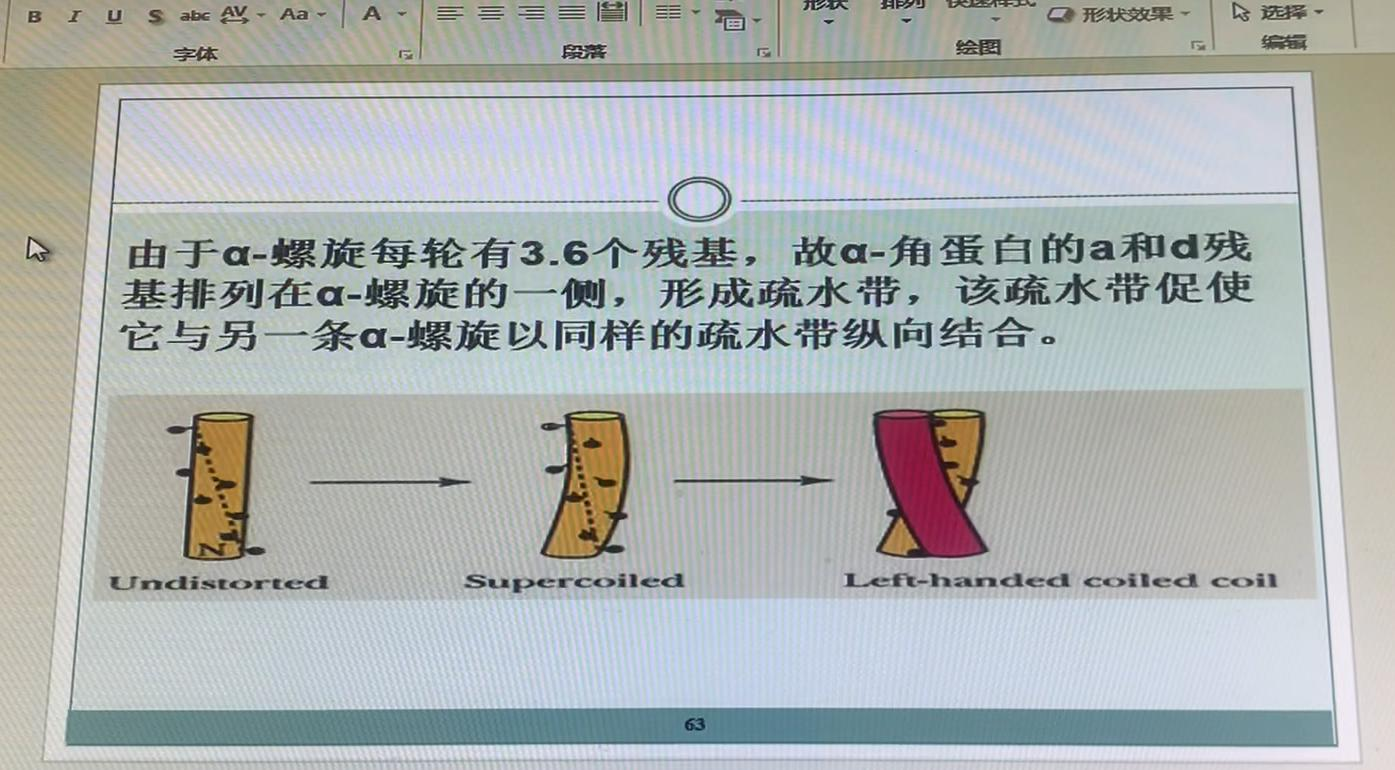 B I U S abc AV Aa A
形状 排列 快速样式 形状效果 选择
字体 段落 绘图 编辑
由于α-螺旋每轮有3.6个残基，故α-角蛋白的a和d残
基排列在α-螺旋的一侧，形成疏水带，该疏水带促使
它与另一条α-螺旋以同样的疏水带纵向结合。
N
Undistorted Supercoiled Left-handed coiled coil
63